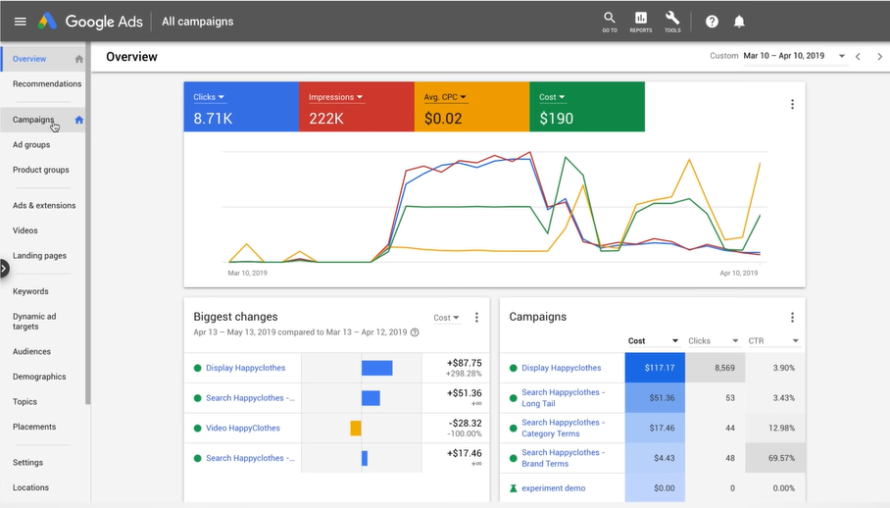 Google Ads
All campaigns
GO TO
REPORTS
TOOLS
Overview
Recommendations
Campaigns
Ad groups
Product groups
Ads & extensions
Videos
Landing pages
Keywords
Dynamic ad
targets
Audiences
Demographics
Topics
Placements
Settings
Locations
Overview
Custom Mar 10 – Apr 10, 2019
Clicks
8.71K
Impressions
222K
Avg. CPC
$0.02
Cost
$190
Mar 10, 2019
Apr 10, 2019
Biggest changes
Cost
Apr 13 – May 13, 2019 compared to Mar 13 – Apr 12, 2019
Display Happyclothes
+$87.75
+298.28%
Search Happyclothes -...
+$51.36
+∞
Video HappyClothes
-$28.32
-100.00%
Search Happyclothes -...
+$17.46
+∞
Campaigns
Cost Clicks CTR
Display Happyclothes $117.17 8,569 3.90%
Search Happyclothes -
Long Tail $51.36 53 3.43%
Search Happyclothes -
Category Terms $17.46 44 12.98%
Search Happyclothes -
Brand Terms $4.43 48 69.57%
experiment demo $0.00 0 0.00%